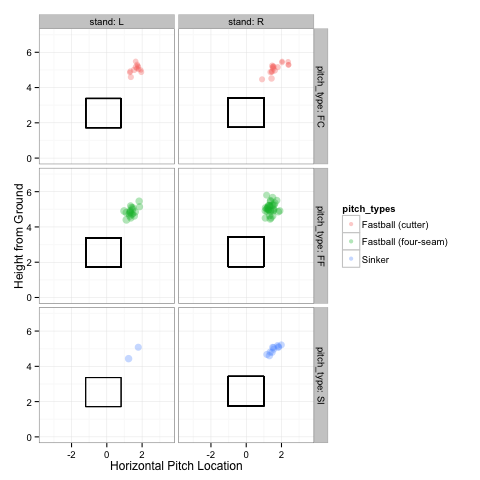 stand: L
stand: R
6
4
2
0
pitch_type: FC
6
4
2
0
pitch_type: FF
6
4
2
0
pitch_type: SI
-2
0
2
-2
0
2
Horizontal Pitch Location
Height from Ground
pitch_types
Fastball (cutter)
Fastball (four-seam)
Sinker